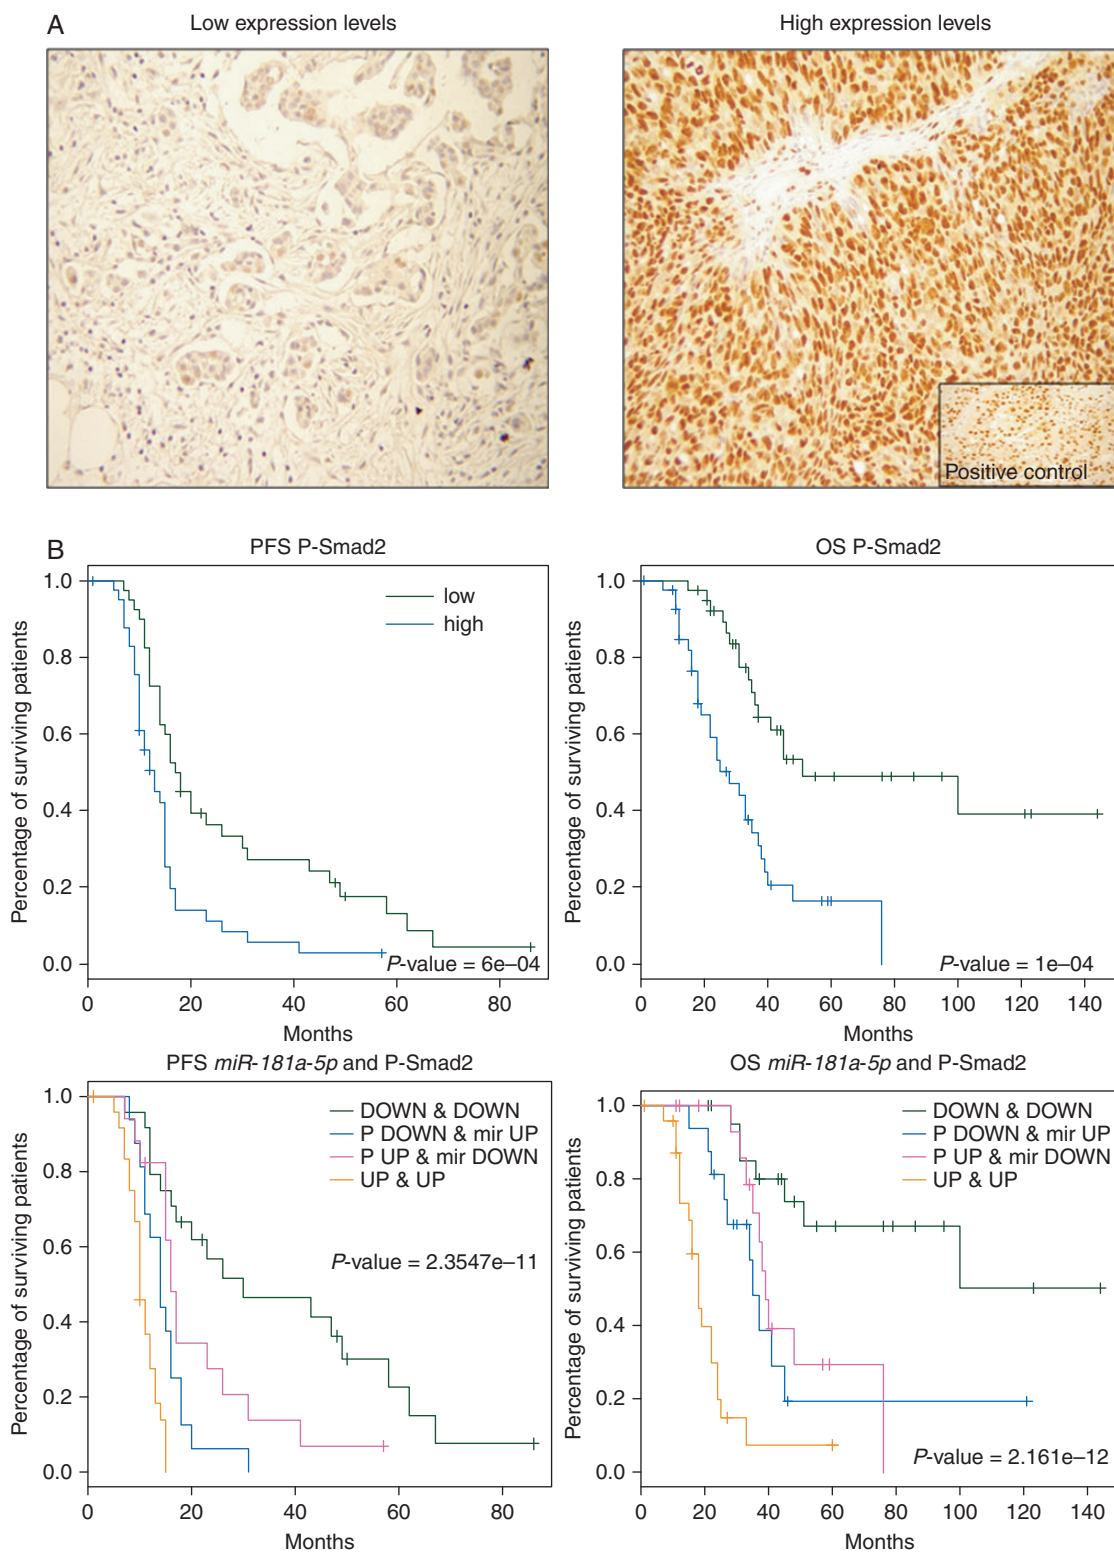 A
Low expression levels
High expression levels
Positive control
B
PFS P-Smad2
1.0
0.8
0.6
0.4
0.2
0.0
Percentage of surviving patients
low
high
P-value = 6e–04
0 20 40 60 80
Months
OS P-Smad2
1.0
0.8
0.6
0.4
0.2
0.0
Percentage of surviving patients
P-value = 1e–04
0 20 40 60 80 100 120 140
Months
PFS miR-181a-5p and P-Smad2
1.0
0.8
0.6
0.4
0.2
0.0
Percentage of surviving patients
DOWN & DOWN
P DOWN & mir UP
P UP & mir DOWN
UP & UP
P-value = 2.3547e–11
0 20 40 60 80
Months
OS miR-181a-5p and P-Smad2
1.0
0.8
0.6
0.4
0.2
0.0
Percentage of surviving patients
DOWN & DOWN
P DOWN & mir UP
P UP & mir DOWN
UP & UP
P-value = 2.161e–12
0 20 40 60 80 100 120 140
Months